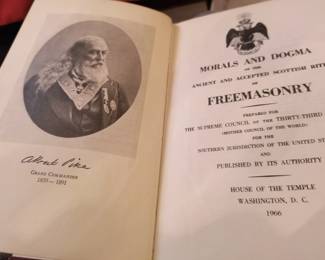 Albert Pike
GRAND COMMANDER
1859 – 1891
MORALS AND DOGMA
OF THE
ANCIENT AND ACCEPTED SCOTTISH RITE
OF
FREEMASONRY
PREPARED FOR
THE SUPREME COUNCIL OF THE THIRTY-THIRD
(MOTHER COUNCIL OF THE WORLD)
FOR THE
SOUTHERN JURISDICTION OF THE UNITED ST
AND
PUBLISHED BY ITS AUTHORITY
HOUSE OF THE TEMPLE
WASHINGTON, D. C.
1966